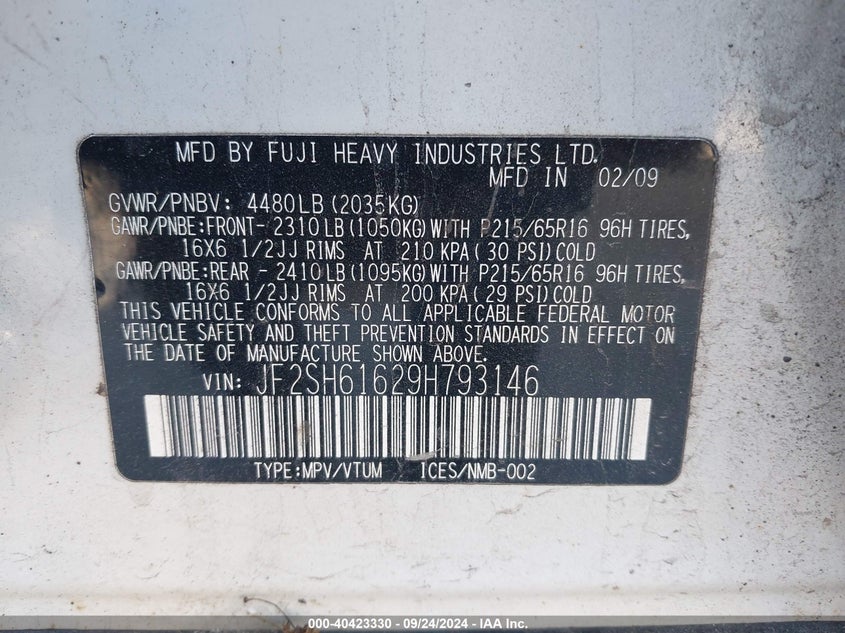 MFD BY FUJI HEAVY INDUSTRIES LTD.
MFD IN 02/09
GVWR/PNBV: 4480LB (2035KG)
GAWR/PNBE:FRONT- 2310LB(1050KG)WITH P215/65R16 96H TIRES,
16X6 1/2JJ RIMS AT 210 KPA( 30 PSI)COLD
GAWR/PNBE:REAR - 2410LB(1095KG)WITH P215/65R16 96H TIRES,
16X6 1/2JJ RIMS AT 200 KPA(29 PSI)COLD
THIS VEHICLE CONFORMS TO ALL APPLICABLE FEDERAL MOTOR
VEHICLE SAFETY AND THEFT PREVENTION STANDARDS IN EFFECT ON
THE DATE OF MANUFACTURE SHOWN ABOVE.
VIN: JF2SH61629H793146
TYPE:MPV/VTUM ICES/NMB-002
000-40423330 - 09/24/2024 - IAA Inc.